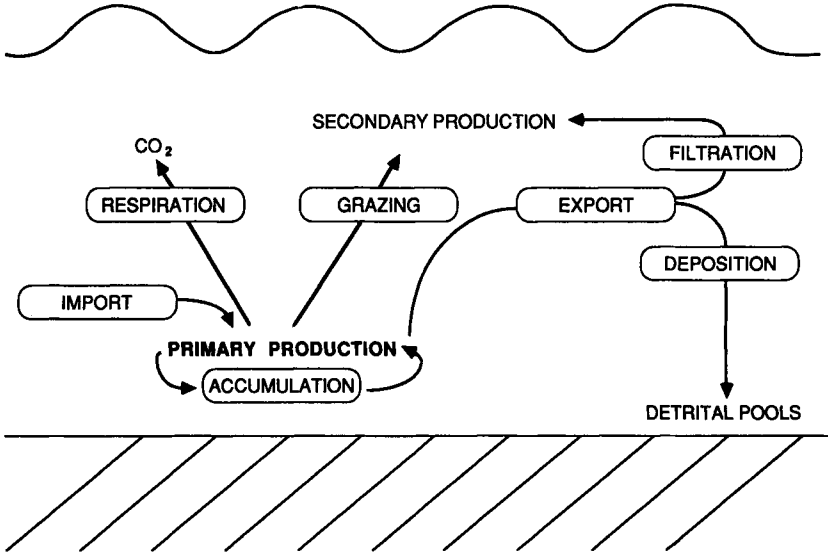 SECONDARY PRODUCTION
CO₂
FILTRATION
RESPIRATION
GRAZING
EXPORT
DEPOSITION
IMPORT
PRIMARY PRODUCTION
ACCUMULATION
DETRITAL POOLS